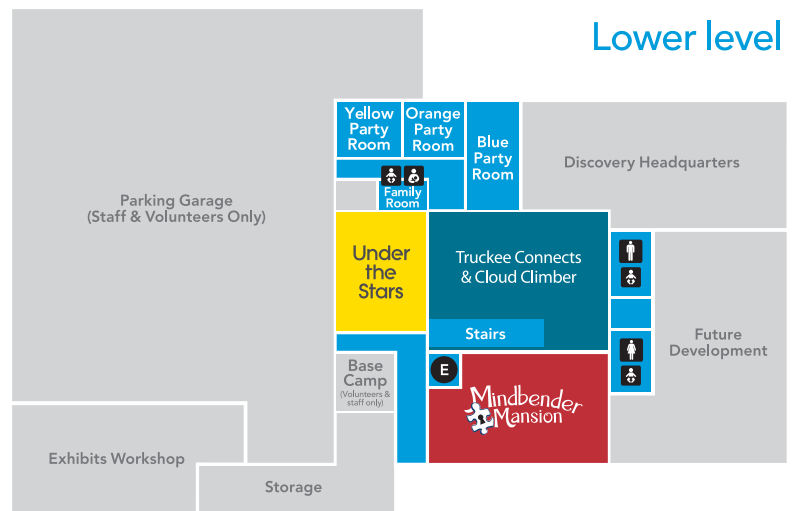 Lower level
Yellow
Party
Room
Orange
Party
Room
Blue
Party
Room
Discovery Headquarters
Family
Room
Parking Garage
(Staff & Volunteers Only)
Under
the
Stars
Truckee Connects
& Cloud Climber
Stairs
Future
Development
Base
Camp
(Volunteers &
staff only)
E
Mindbender
Mansion
Exhibits Workshop
Storage